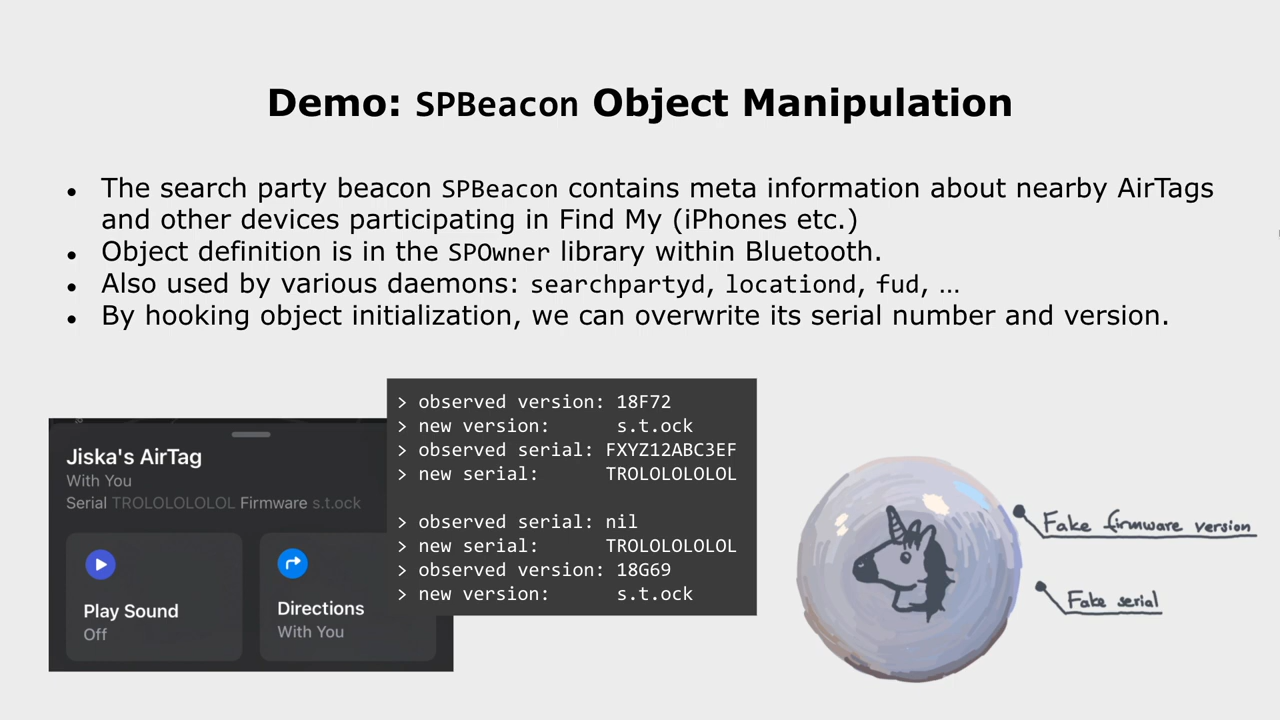 Demo: SPBeacon Object Manipulation
● The search party beacon SPBeacon contains meta information about nearby AirTags
and other devices participating in Find My (iPhones etc.)
● Object definition is in the SPOwner library within Bluetooth.
● Also used by various daemons: searchpartyd, locationd, fud, …
● By hooking object initialization, we can overwrite its serial number and version.
Jiska's AirTag
With You
Serial TROLOLOLOLOL Firmware s.t.ock
Play Sound
Off
Directions
With You
> observed version: 18F72
> new version: s.t.ock
> observed serial: FXYZ12ABC3EF
> new serial: TROLOLOLOLOL
> observed serial: nil
> new serial: TROLOLOLOLOL
> observed version: 18G69
> new version: s.t.ock
Fake firmware version
Fake serial